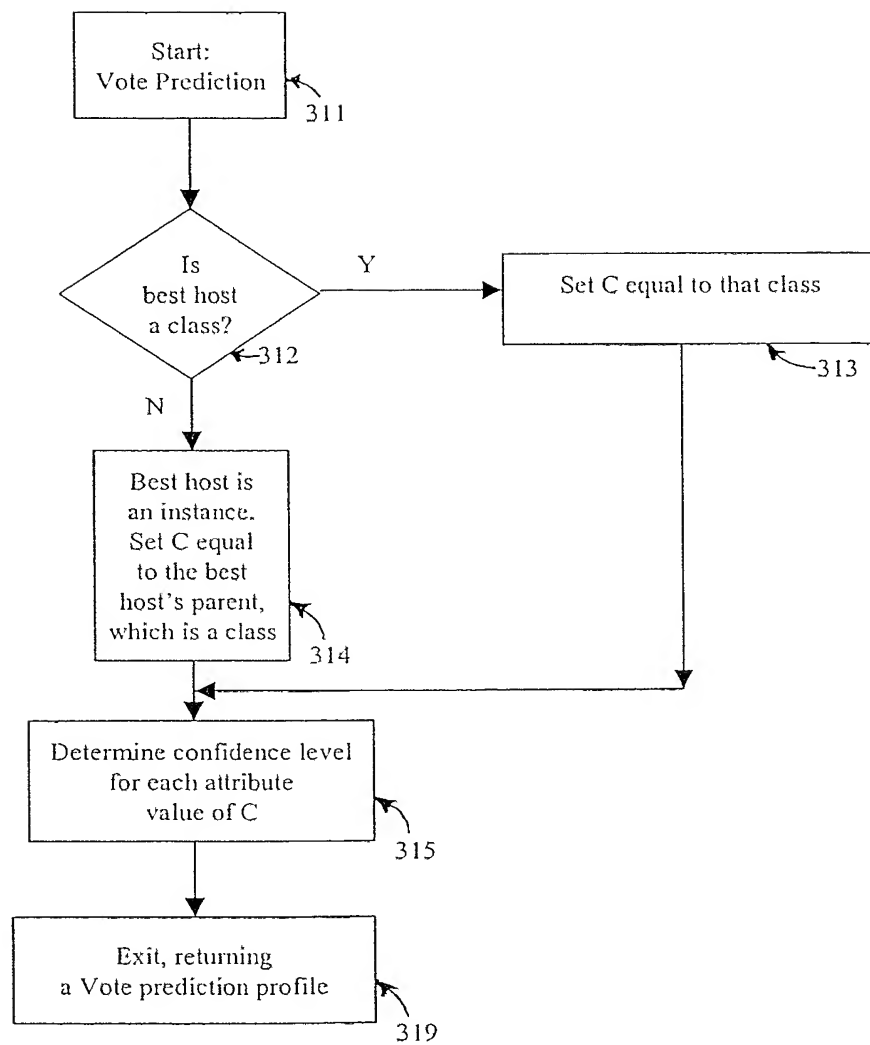 Start:
Vote Prediction
311
Is
best host
a class?
312
Y
Set C equal to that class
313
N
Best host is
an instance.
Set C equal
to the best
host's parent,
which is a class
314
Determine confidence level
for each attribute
value of C
315
Exit, returning
a Vote prediction profile
319